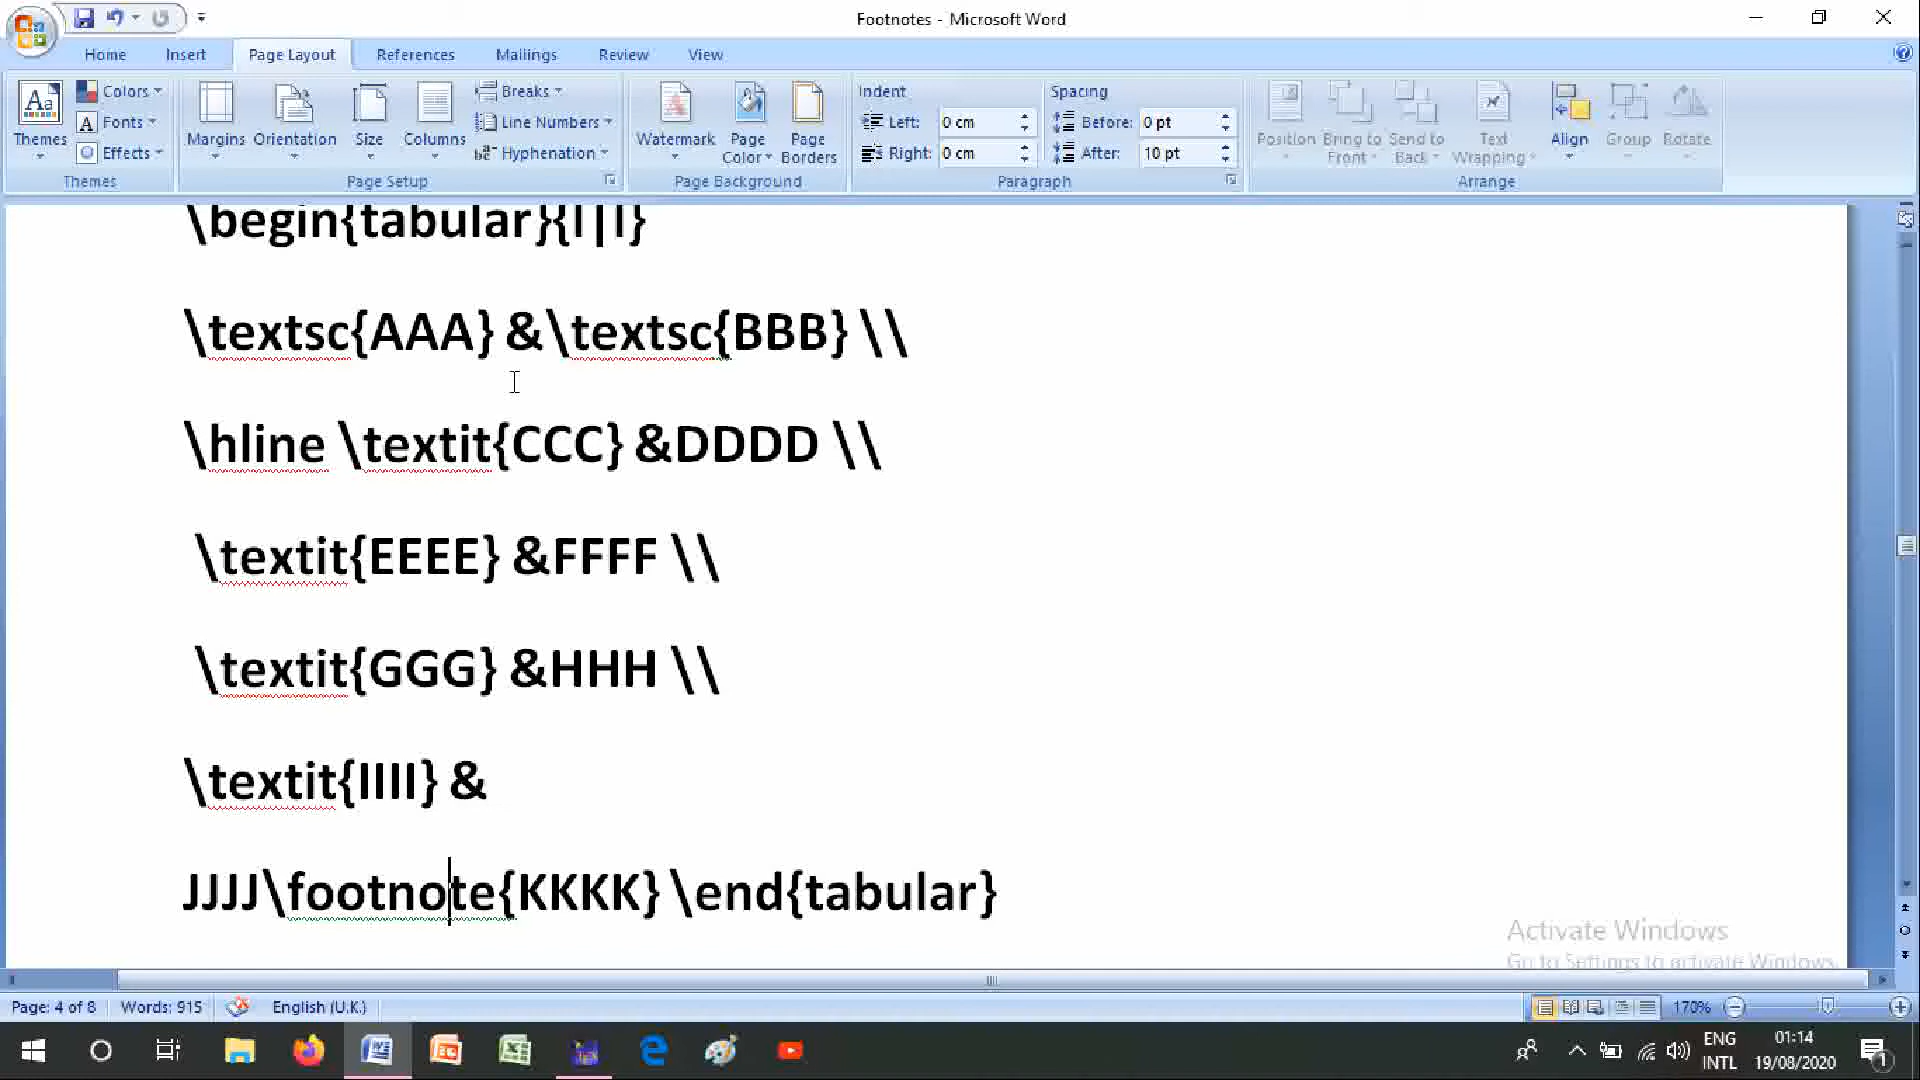 Footnotes - Microsoft Word
Home Insert Page Layout References Mailings Review View
Aa Themes
Colors
A Fonts
Effects
Themes
Margins Orientation Size Columns
Breaks
Line Numbers
Hyphenation
Page Setup
Watermark Page Color Page Borders
Page Background
Indent
Left: 0 cm
Right: 0 cm
Spacing
Before: 0 pt
After: 10 pt
Paragraph
Position Bring to Front Send to Back Text Wrapping Align Group Rotate
Arrange
\begin{tabular}{l|l}
\textsc{AAA} &\textsc{BBB} \\
\hline \textit{CCC} &DDDD \\
\textit{EEEE} &FFFF \\
\textit{GGG} &HHH \\
\textit{IIII} &
JJJJ\footnote{KKKK} \end{tabular}
Activate Windows
Go to Settings to activate Windows.
Page: 4 of 8 Words: 915 English (U.K.) 170%
ENG 01:14
INTL 19/08/2020
1